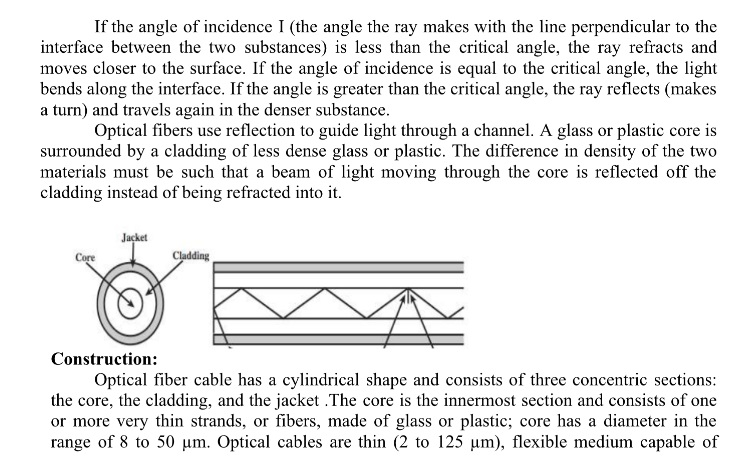 If the angle of incidence I (the angle the ray makes with the line perpendicular to the
interface between the two substances) is less than the critical angle, the ray refracts and
moves closer to the surface. If the angle of incidence is equal to the critical angle, the light
bends along the interface. If the angle is greater than the critical angle, the ray reflects (makes
a turn) and travels again in the denser substance.
Optical fibers use reflection to guide light through a channel. A glass or plastic core is
surrounded by a cladding of less dense glass or plastic. The difference in density of the two
materials must be such that a beam of light moving through the core is reflected off the
cladding instead of being refracted into it.
Jacket
Core
Cladding
Construction:
Optical fiber cable has a cylindrical shape and consists of three concentric sections:
the core, the cladding, and the jacket .The core is the innermost section and consists of one
or more very thin strands, or fibers, made of glass or plastic; core has a diameter in the
range of 8 to 50 µm. Optical cables are thin (2 to 125 µm), flexible medium capable of